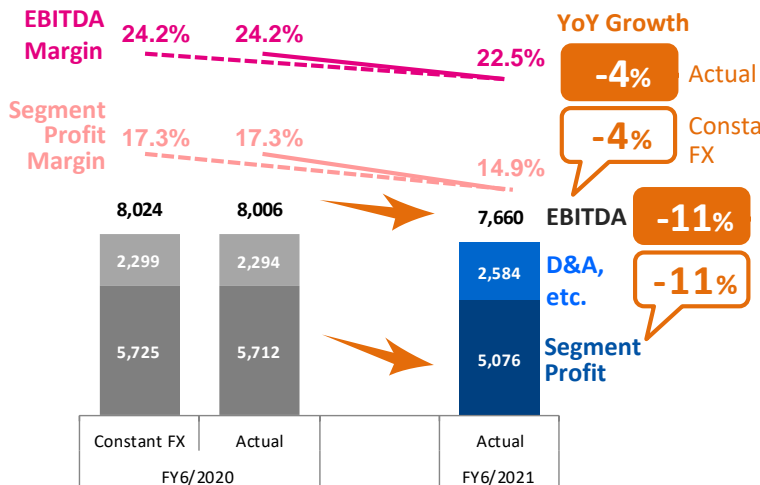 EBITDA
Margin
24.2%
24.2%
22.5%
YoY Growth
-4%
Actual
-4%
Consta
FX
Segment
Profit
Margin
17.3%
17.3%
14.9%
8,024
8,006
7,660
EBITDA
-11%
2,299
2,294
2,584
D&A,
etc.
-11%
5,725
5,712
5,076
Segment
Profit
Constant FX
Actual
Actual
FY6/2020
FY6/2021